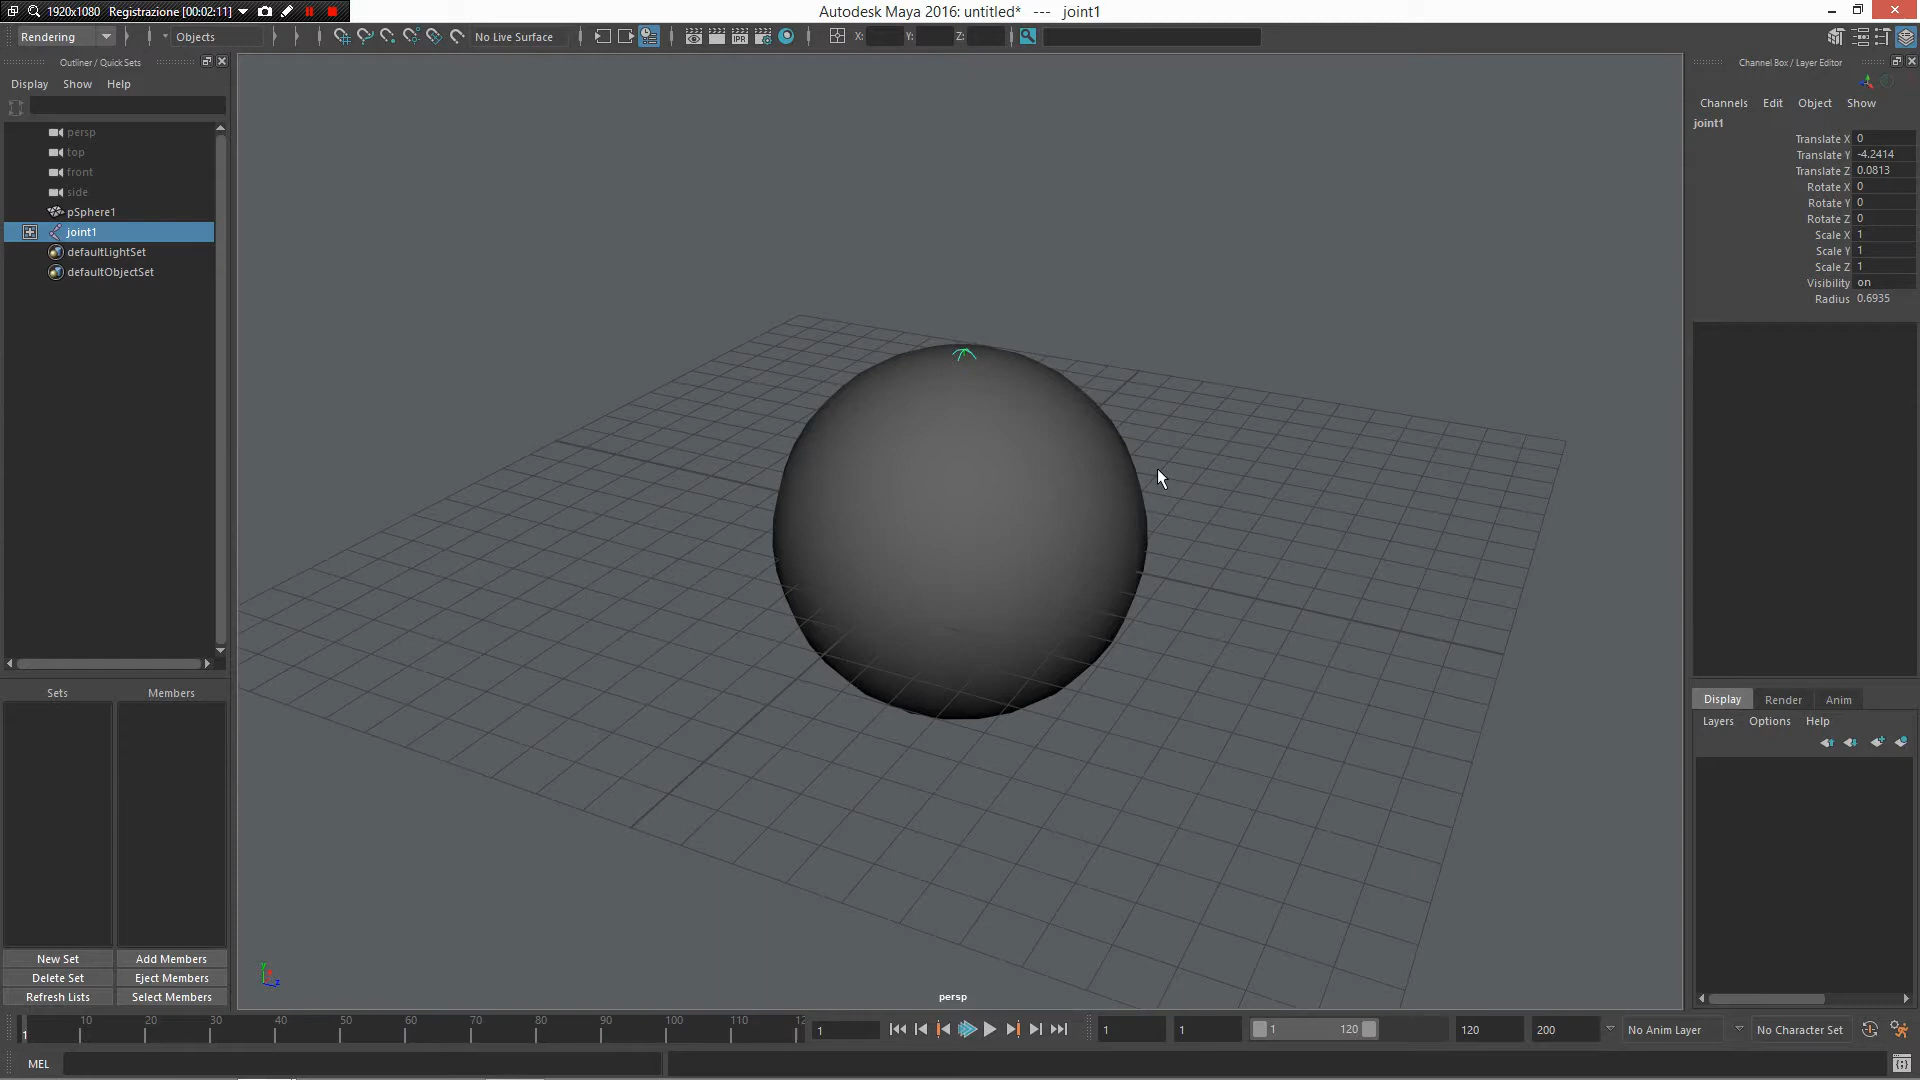 1920x1080 Registrazione [00:02:11]
Autodesk Maya 2016: untitled* --- joint1
Rendering Objects No Live Surface IPR X: Y: Z:
Outliner / Quick Sets
Display Show Help
persp
top
front
side
pSphere1
joint1
defaultLightSet
defaultObjectSet
Sets Members
New Set Add Members
Delete Set Eject Members
Refresh Lists Select Members
persp
Channel Box / Layer Editor
Channels Edit Object Show
joint1
Translate X 0
Translate Y -4.2414
Translate Z 0.0813
Rotate X 0
Rotate Y 0
Rotate Z 0
Scale X 1
Scale Y 1
Scale Z 1
Visibility on
Radius 0.6935
Display Render Anim
Layers Options Help
1 10 20 30 40 50 60 70 80 90 100 110 12
1 1 1 1 120 120 200 No Anim Layer No Character Set
MEL